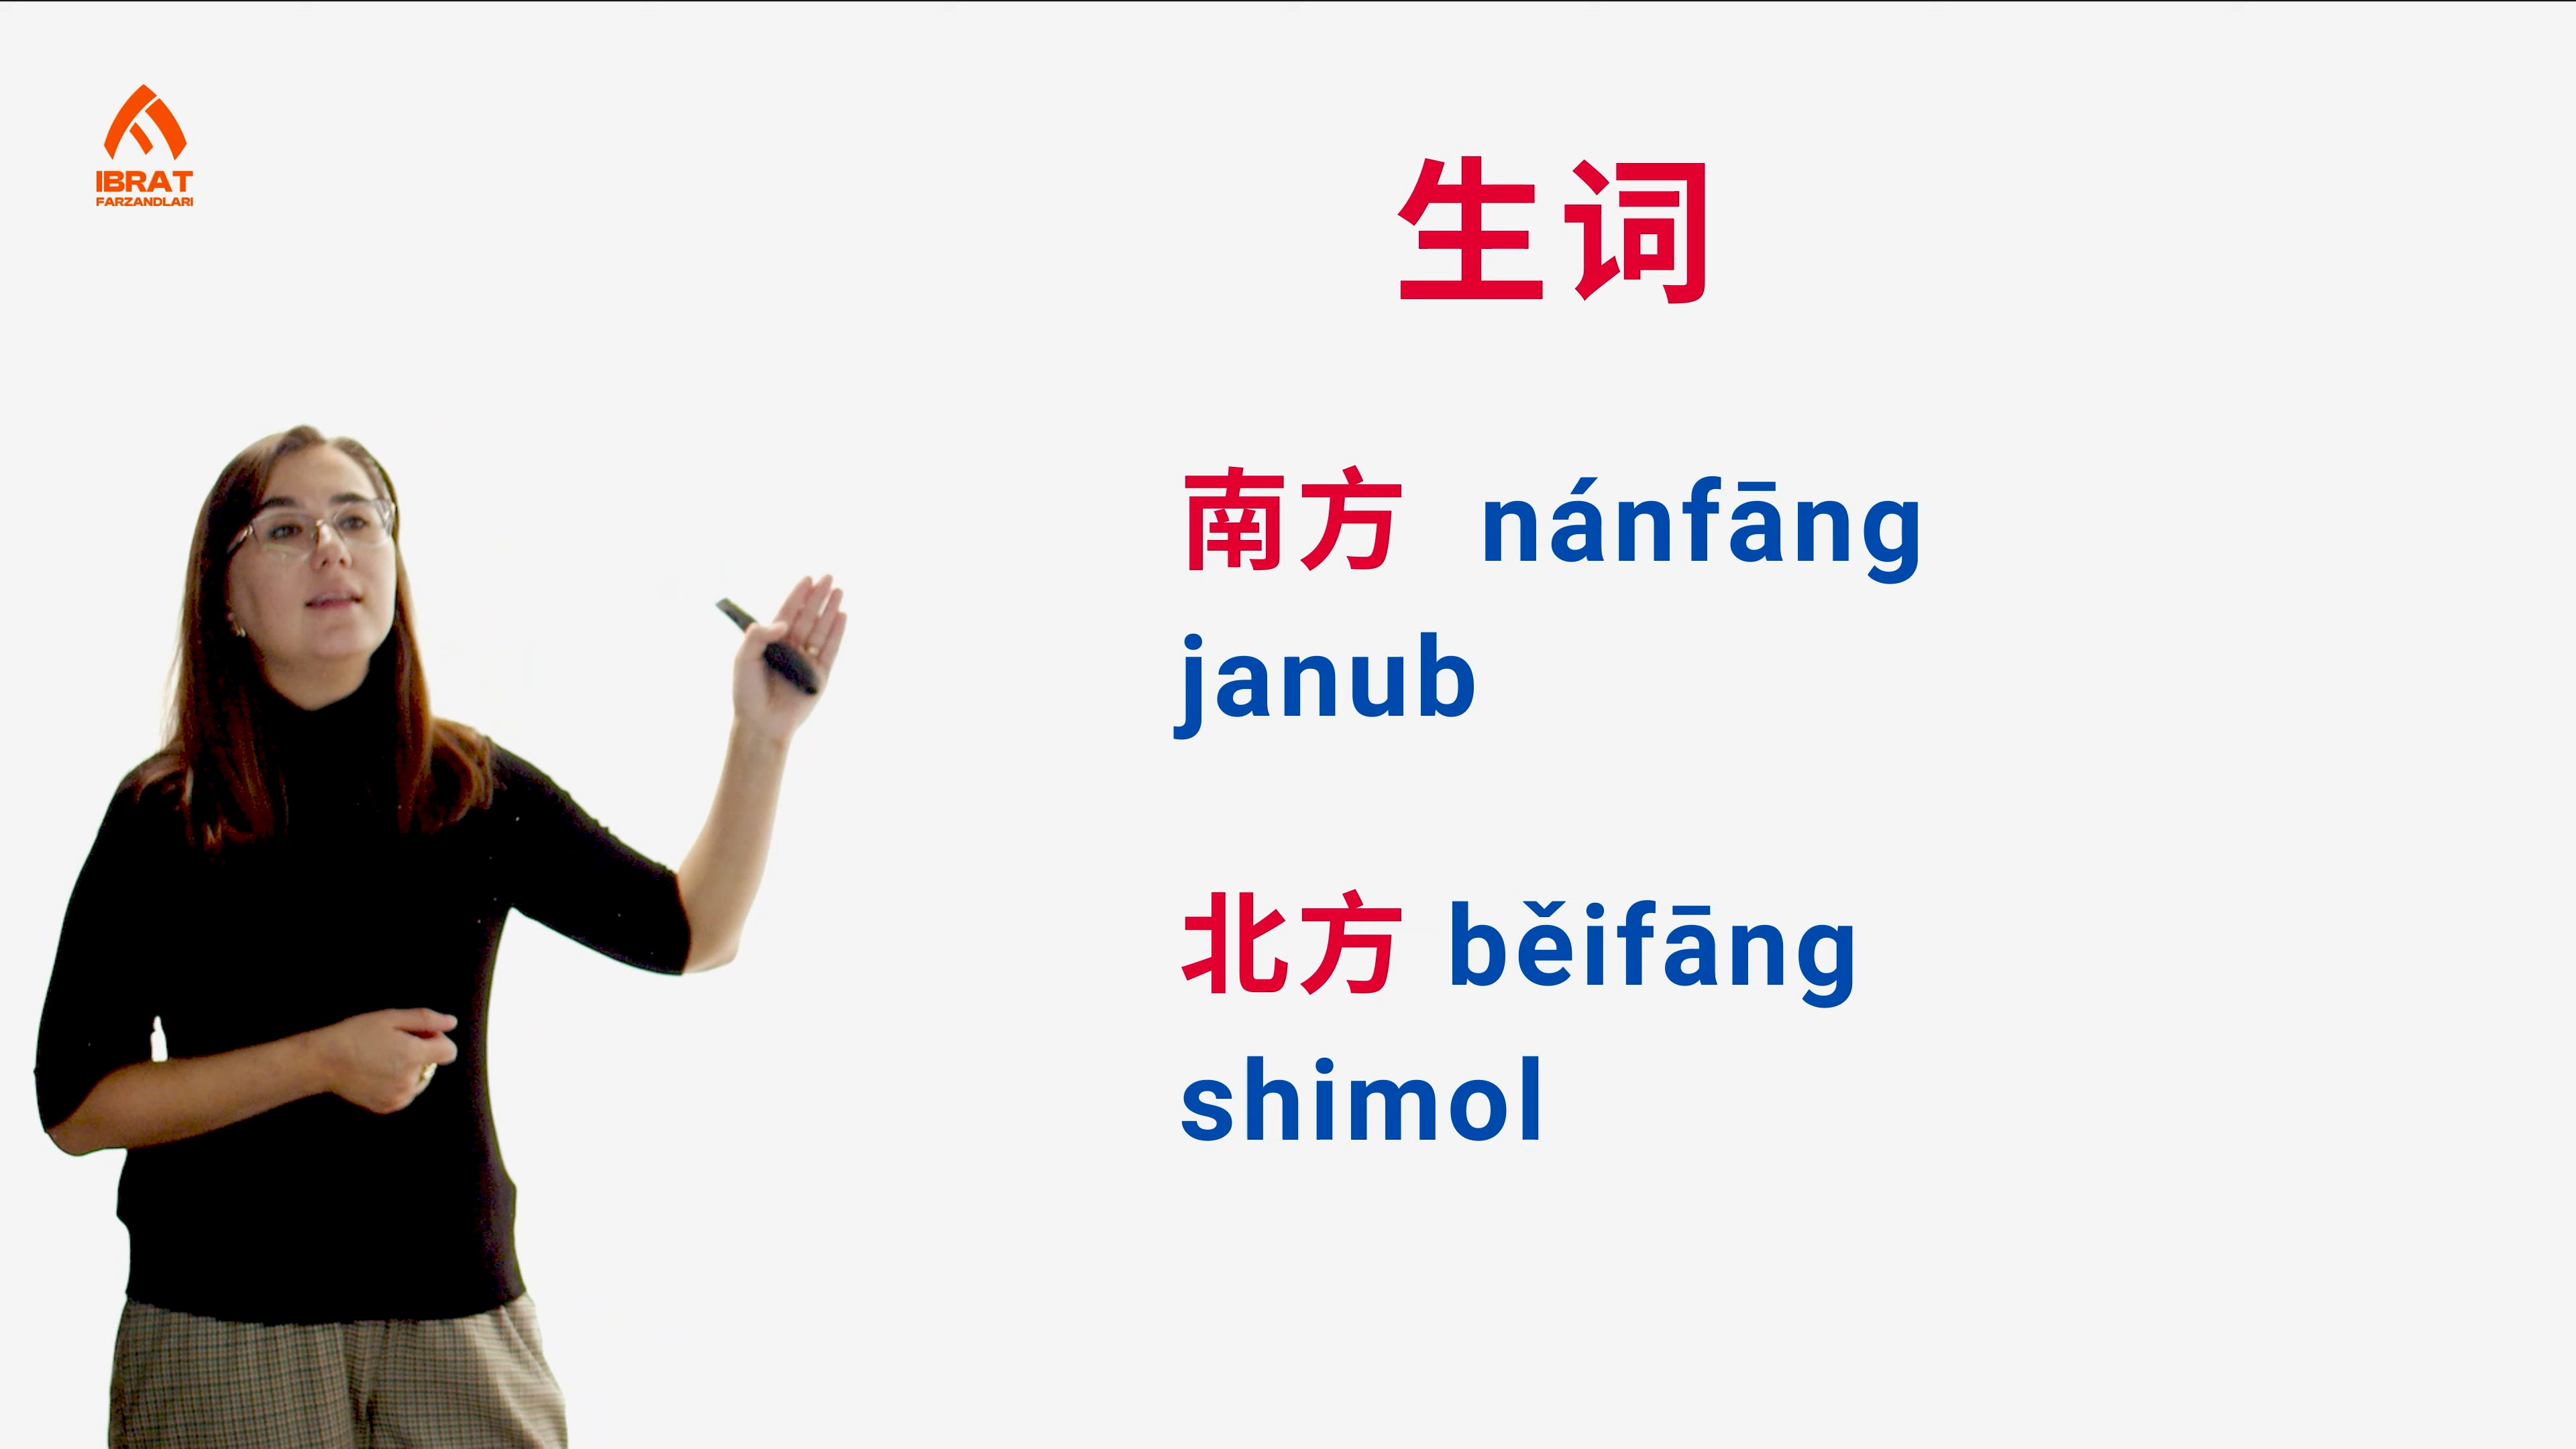 IBRAT
FARZANDLARI
生词
南方 nánfāng
janub
北方 běifāng
shimol